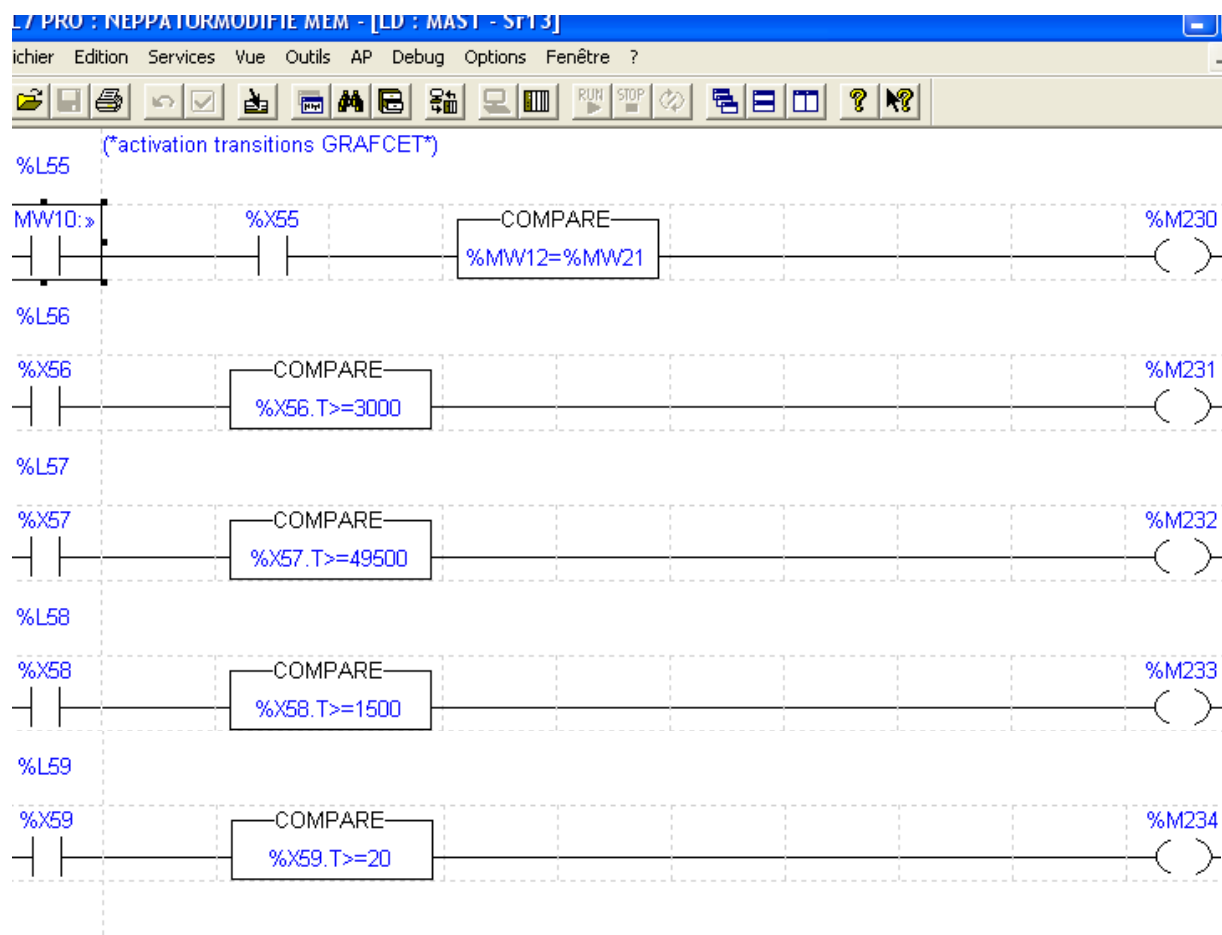 L7 PRO : NEPPATURMODIFIE MEM - [LD : MAST - Sr13]
ichier Edition Services Vue Outils AP Debug Options Fenêtre ?
RUN STOP
(*activation transitions GRAFCET*)
%L55
MW10:» %X55 COMPARE %M230
%MW12=%MW21
%L56
%X56 COMPARE %M231
%X56.T>=3000
%L57
%X57 COMPARE %M232
%X57.T>=49500
%L58
%X58 COMPARE %M233
%X58.T>=1500
%L59
%X59 COMPARE %M234
%X59.T>=20